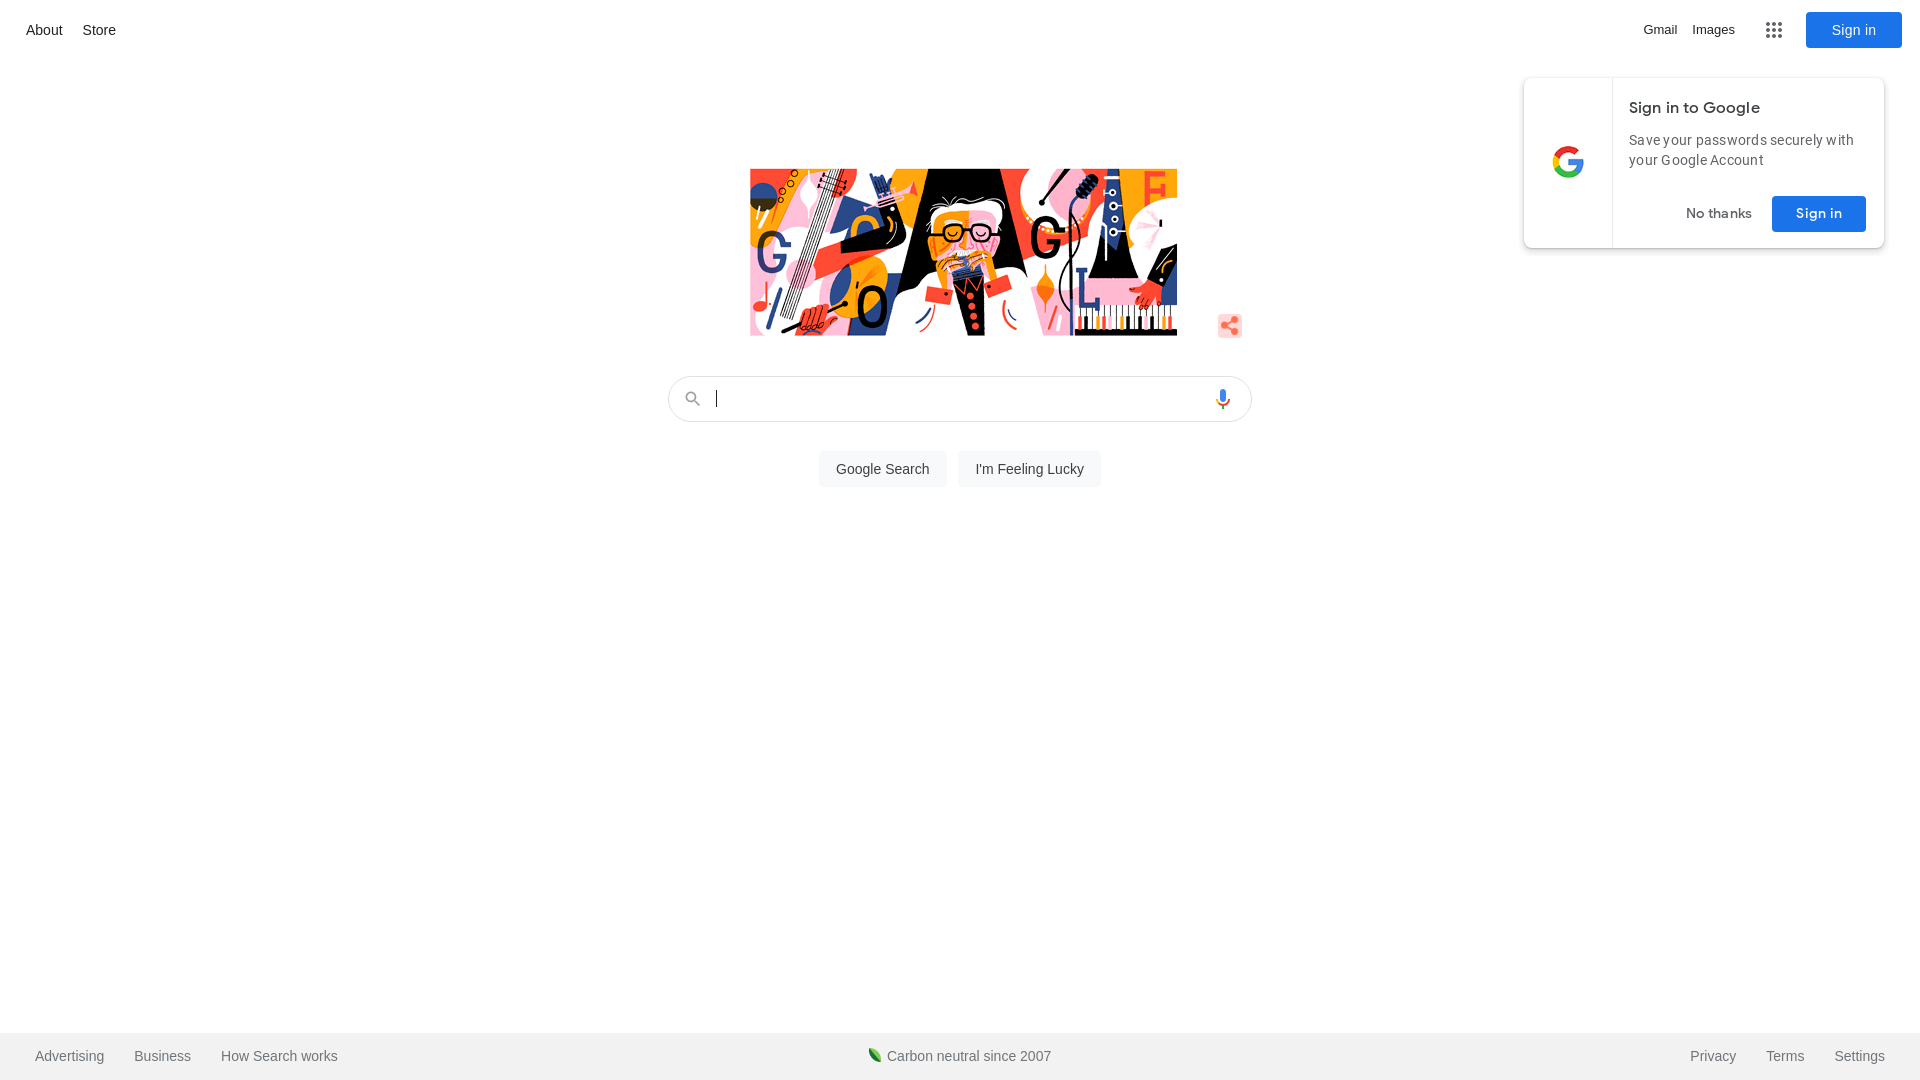 About
Store
Gmail
Images
Sign in
Sign in to Google
Save your passwords securely with
your Google Account
No thanks
Sign in
G
O
O
G
L
E
Google Search
I'm Feeling Lucky
Advertising
Business
How Search works
Carbon neutral since 2007
Privacy
Terms
Settings